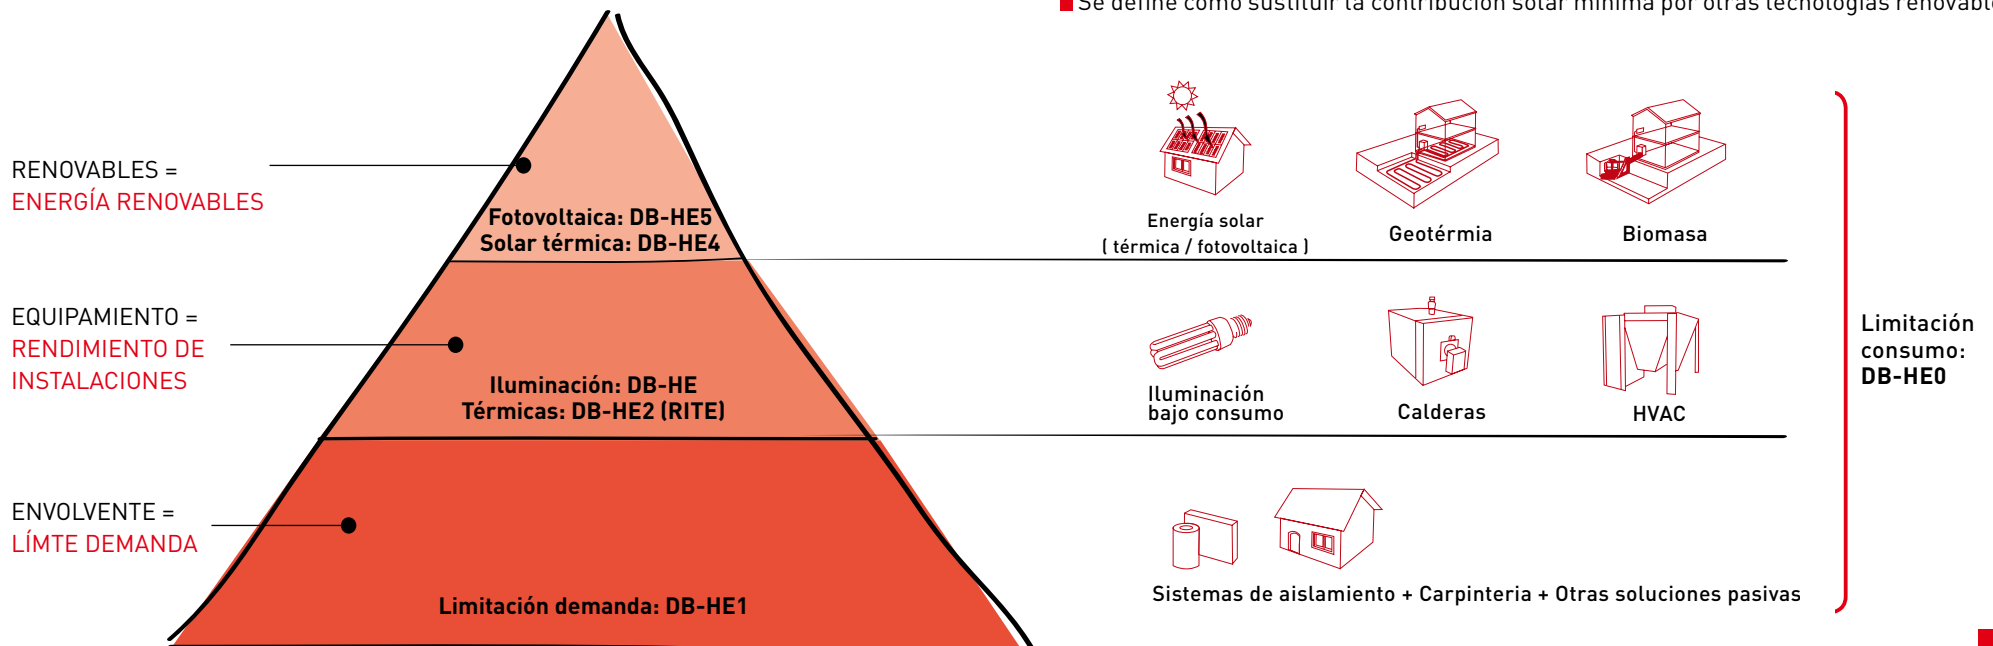 Se define como sustituir la contribución solar mínima por otras tecnologías
RENOVABLES =
ENERGÍA RENOVABLES
Fotovoltaica: DB-HE5
Solar térmica: DB-HE4
Energía solar
( térmica / fotovoltaica )
Geotérmia
Biomasa
EQUIPAMIENTO =
RENDIMIENTO DE
INSTALACIONES
Iluminación: DB-HE
Térmicas: DB-HE2 (RITE)
Iluminación
bajo consumo
Calderas
HVAC
Limitación
consumo:
DB-HE0
ENVOLVENTE =
LÍMTE DEMANDA
Limitación demanda: DB-HE1
Sistemas de aislamiento + Carpinteria + Otras soluciones pasivas